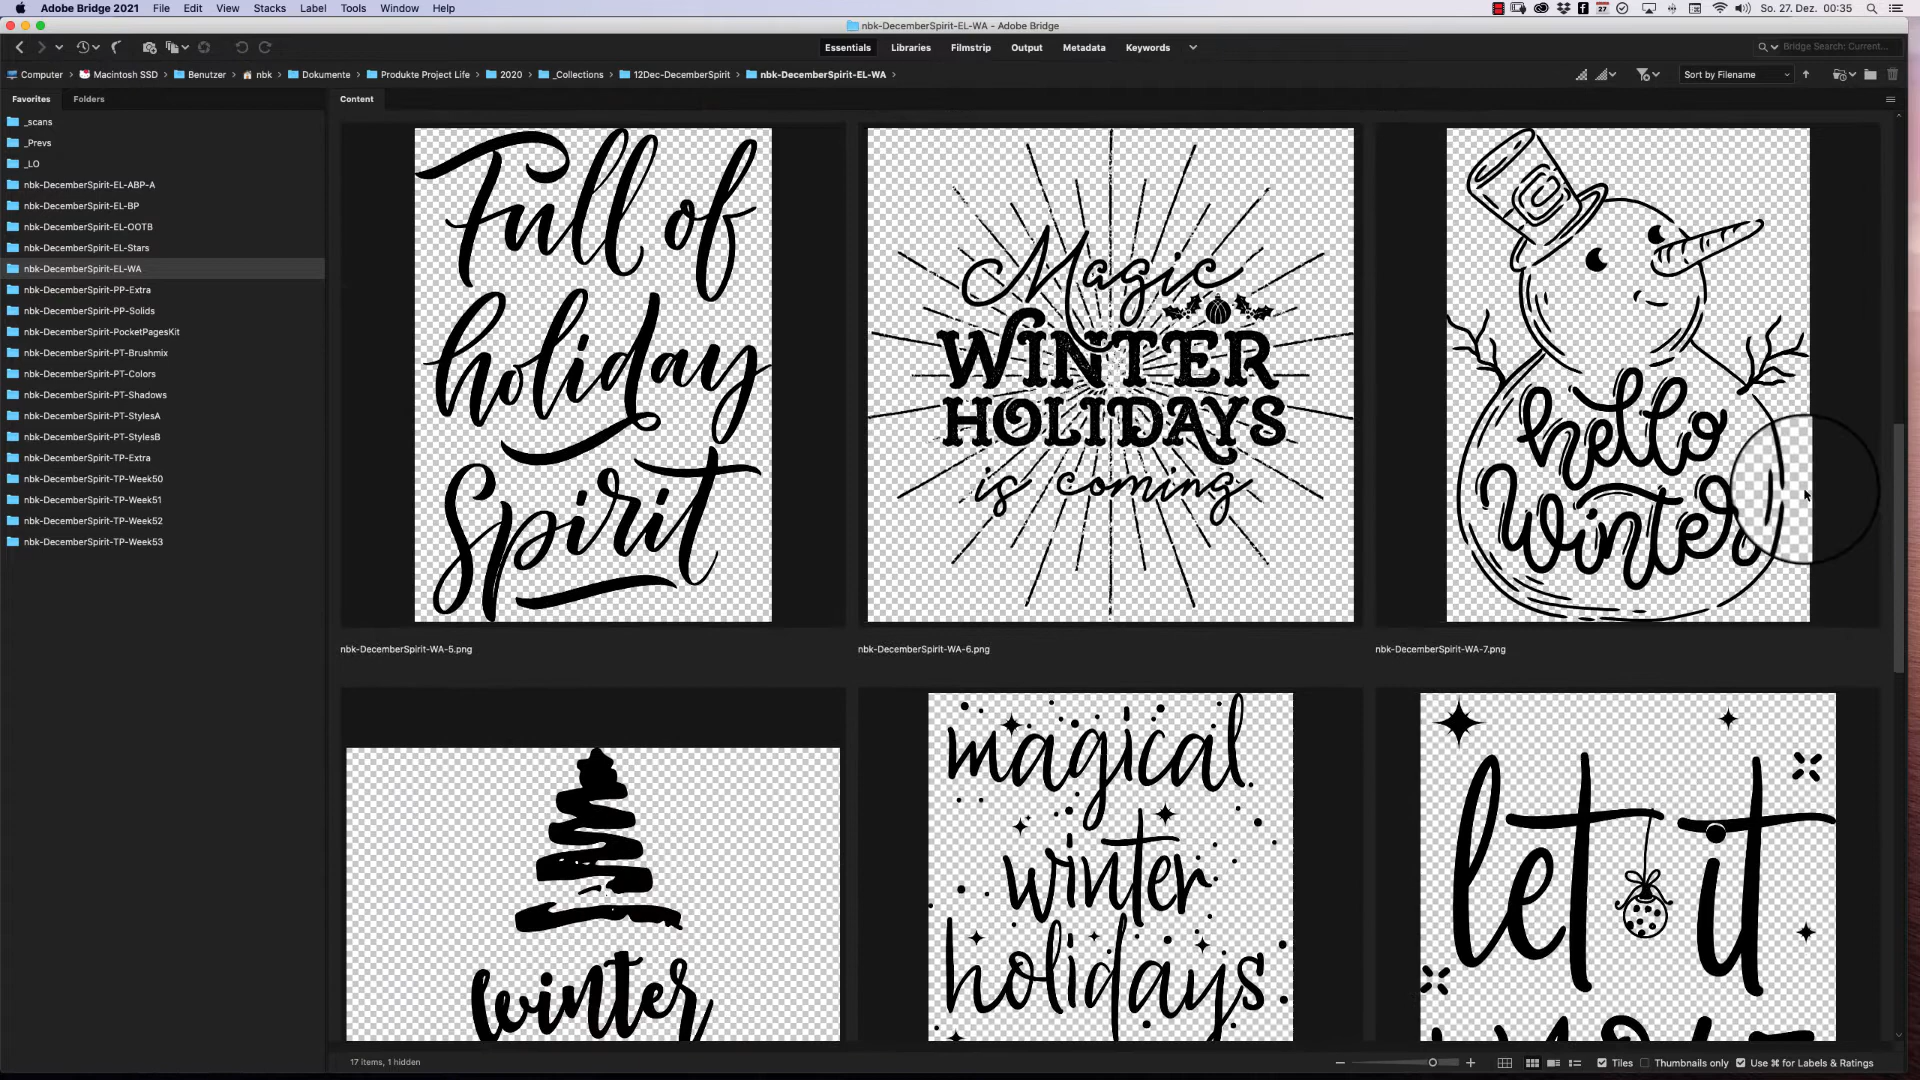 Adobe Bridge 2021 File Edit View Stacks Label Tools Window Help
So. 27. Dez. 00:35
nbk-DecemberSpirit-EL-WA - Adobe Bridge
Essentials Libraries Filmstrip Output Metadata Keywords
Bridge Search: Current...
Computer Macintosh SSD Benutzer nbk Dokumente Produkte Project Life 2020 _Collections 12Dec-DecemberSpirit nbk-DecemberSpirit-EL-WA
Sort by Filename
Favorites Folders
Content
_scans
_Prevs
_LO
nbk-DecemberSpirit-EL-ABP-A
nbk-DecemberSpirit-EL-BP
nbk-DecemberSpirit-EL-OOTB
nbk-DecemberSpirit-EL-Stars
nbk-DecemberSpirit-EL-WA
nbk-DecemberSpirit-PP-Extra
nbk-DecemberSpirit-PP-Solids
nbk-DecemberSpirit-PocketPagesKit
nbk-DecemberSpirit-PT-Brushmix
nbk-DecemberSpirit-PT-Colors
nbk-DecemberSpirit-PT-Shadows
nbk-DecemberSpirit-PT-StylesA
nbk-DecemberSpirit-PT-StylesB
nbk-DecemberSpirit-TP-Extra
nbk-DecemberSpirit-TP-Week50
nbk-DecemberSpirit-TP-Week51
nbk-DecemberSpirit-TP-Week52
nbk-DecemberSpirit-TP-Week53
Full of
holiday
Spirit
nbk-DecemberSpirit-WA-5.png
Magic
WINTER
HOLIDAYS
is coming
nbk-DecemberSpirit-WA-6.png
hello
Winter
nbk-DecemberSpirit-WA-7.png
winter
magical
winter
holidays
let it
17 items, 1 hidden
Tiles Thumbnails only Use ⌘ for Labels & Ratings